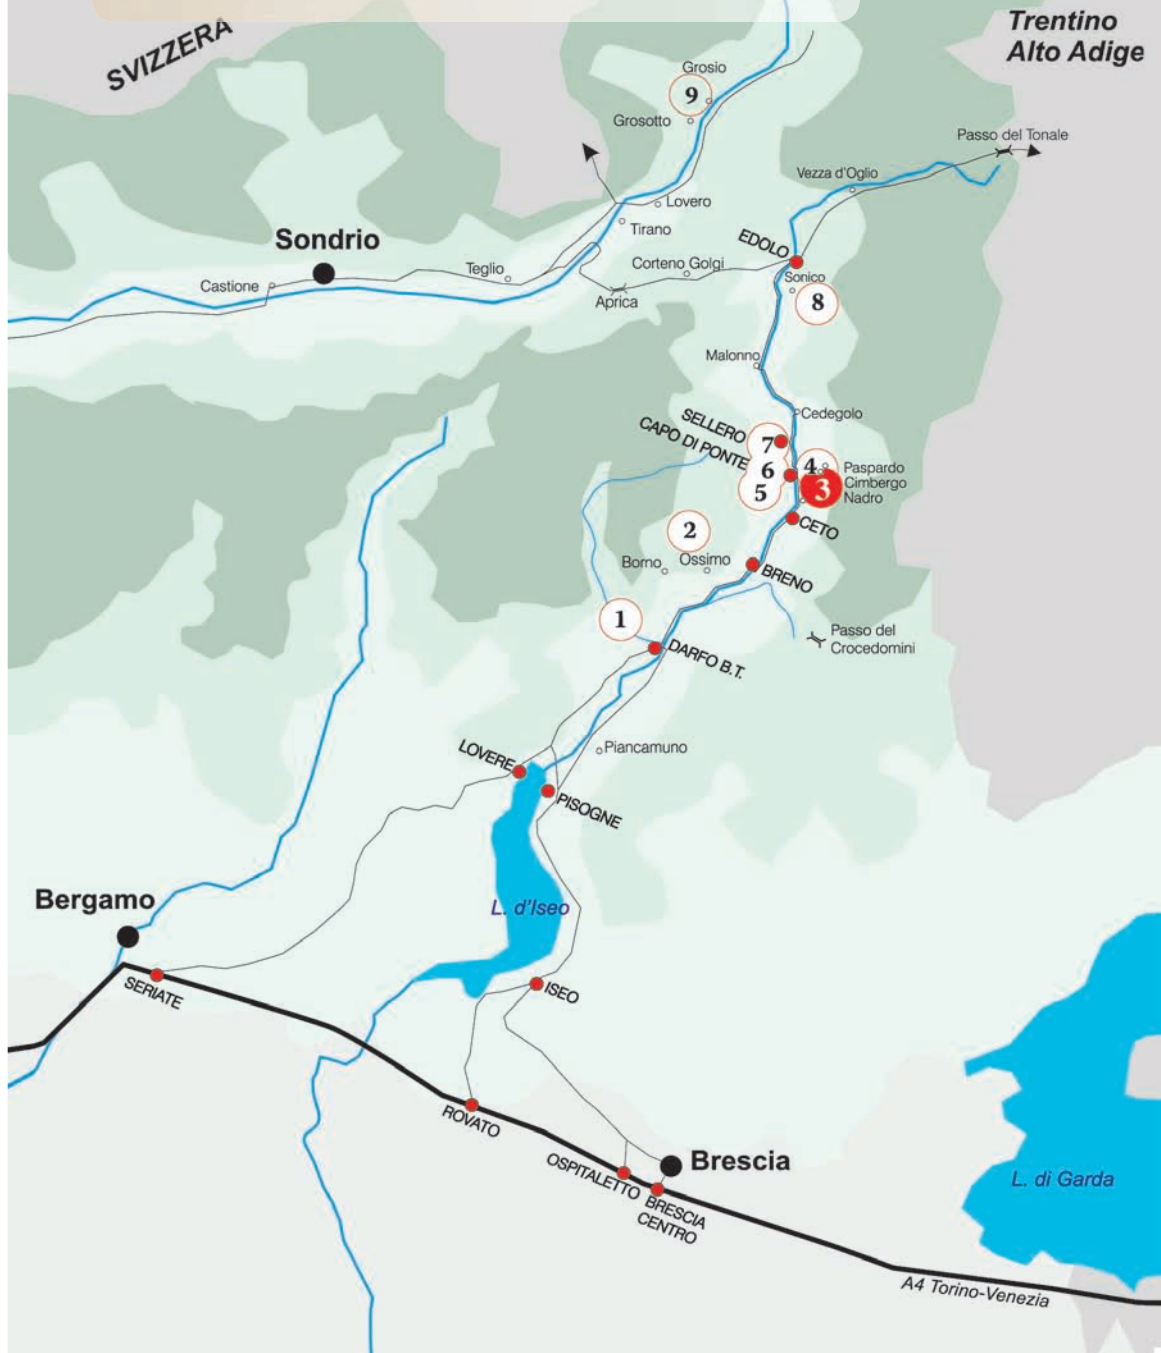 SVIZZERA
Trentino
Alto Adige
Grosio
9
Grosotto
Passo del Tonale
Vezza d'Oglio
Lovero
Tirano
Sondrio
EDOLO
Teglio
Corteno Golgi
Castione
Sonico
Aprica
8
Malonno
Cedegolo
SELLERO
7
CAPO DI PONTE
6
4
Paspardo
5
3
Cimbergo
Nadro
2
CETO
Borno
Ossimo
BRENO
1
Passo del
Crocedomini
DARFO B.T.
LOVERE
Piancamuno
PISOGNE
Bergamo
L. d'Iseo
SERIATE
ISEO
ROVATO
OSPITALETTO
Brescia
BRESCIA
CENTRO
L. di Garda
A4 Torino-Venezia